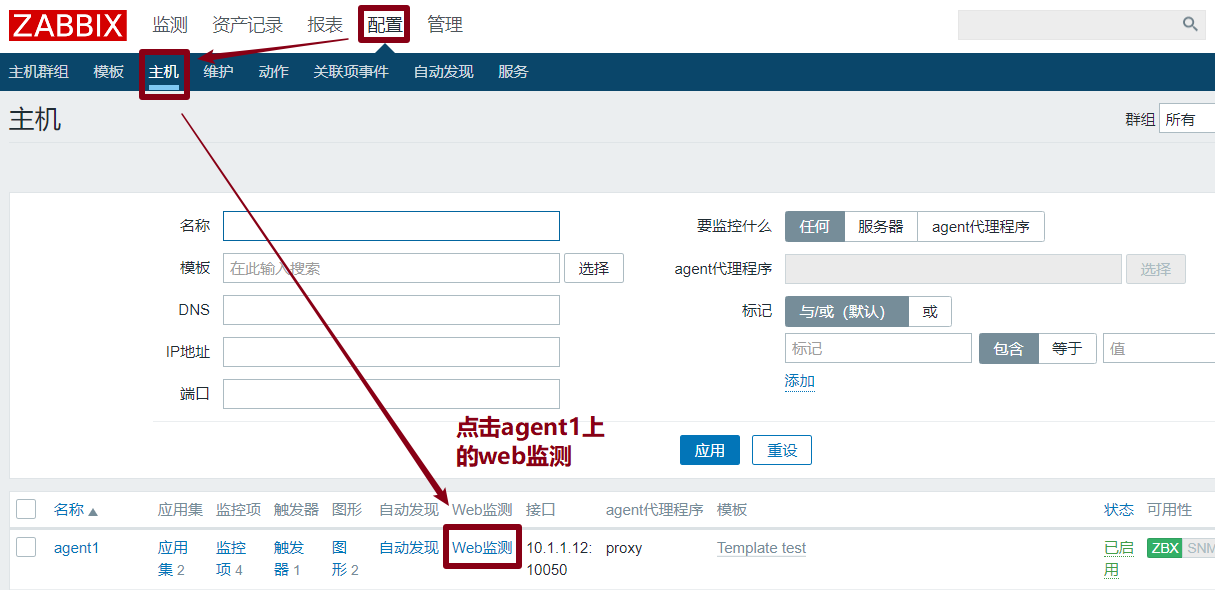 ZABBIX 监测 资产记录 报表 配置 管理
主机群组 模板 主机 维护 动作 关联项事件 自动发现 服务
主机 群组 所有
名称 要监控什么 任何 服务器 agent代理程序
模板 在此输入搜索 选择 agent代理程序 选择
DNS 标记 与/或（默认） 或
IP地址 标记 包含 等于 值
添加
端口
点击agent1上
的web监测
应用 重设
名称▲ 应用集 监控项 触发器 图形 自动发现 Web监测 接口 agent代理程序 模板 状态 可用性
agent1 应用 监控 触发 图 自动发现 Web监测 10.1.1.12: proxy Template test 已启 ZBX SNM
集 2 项 4 器 1 形 2 10050 用